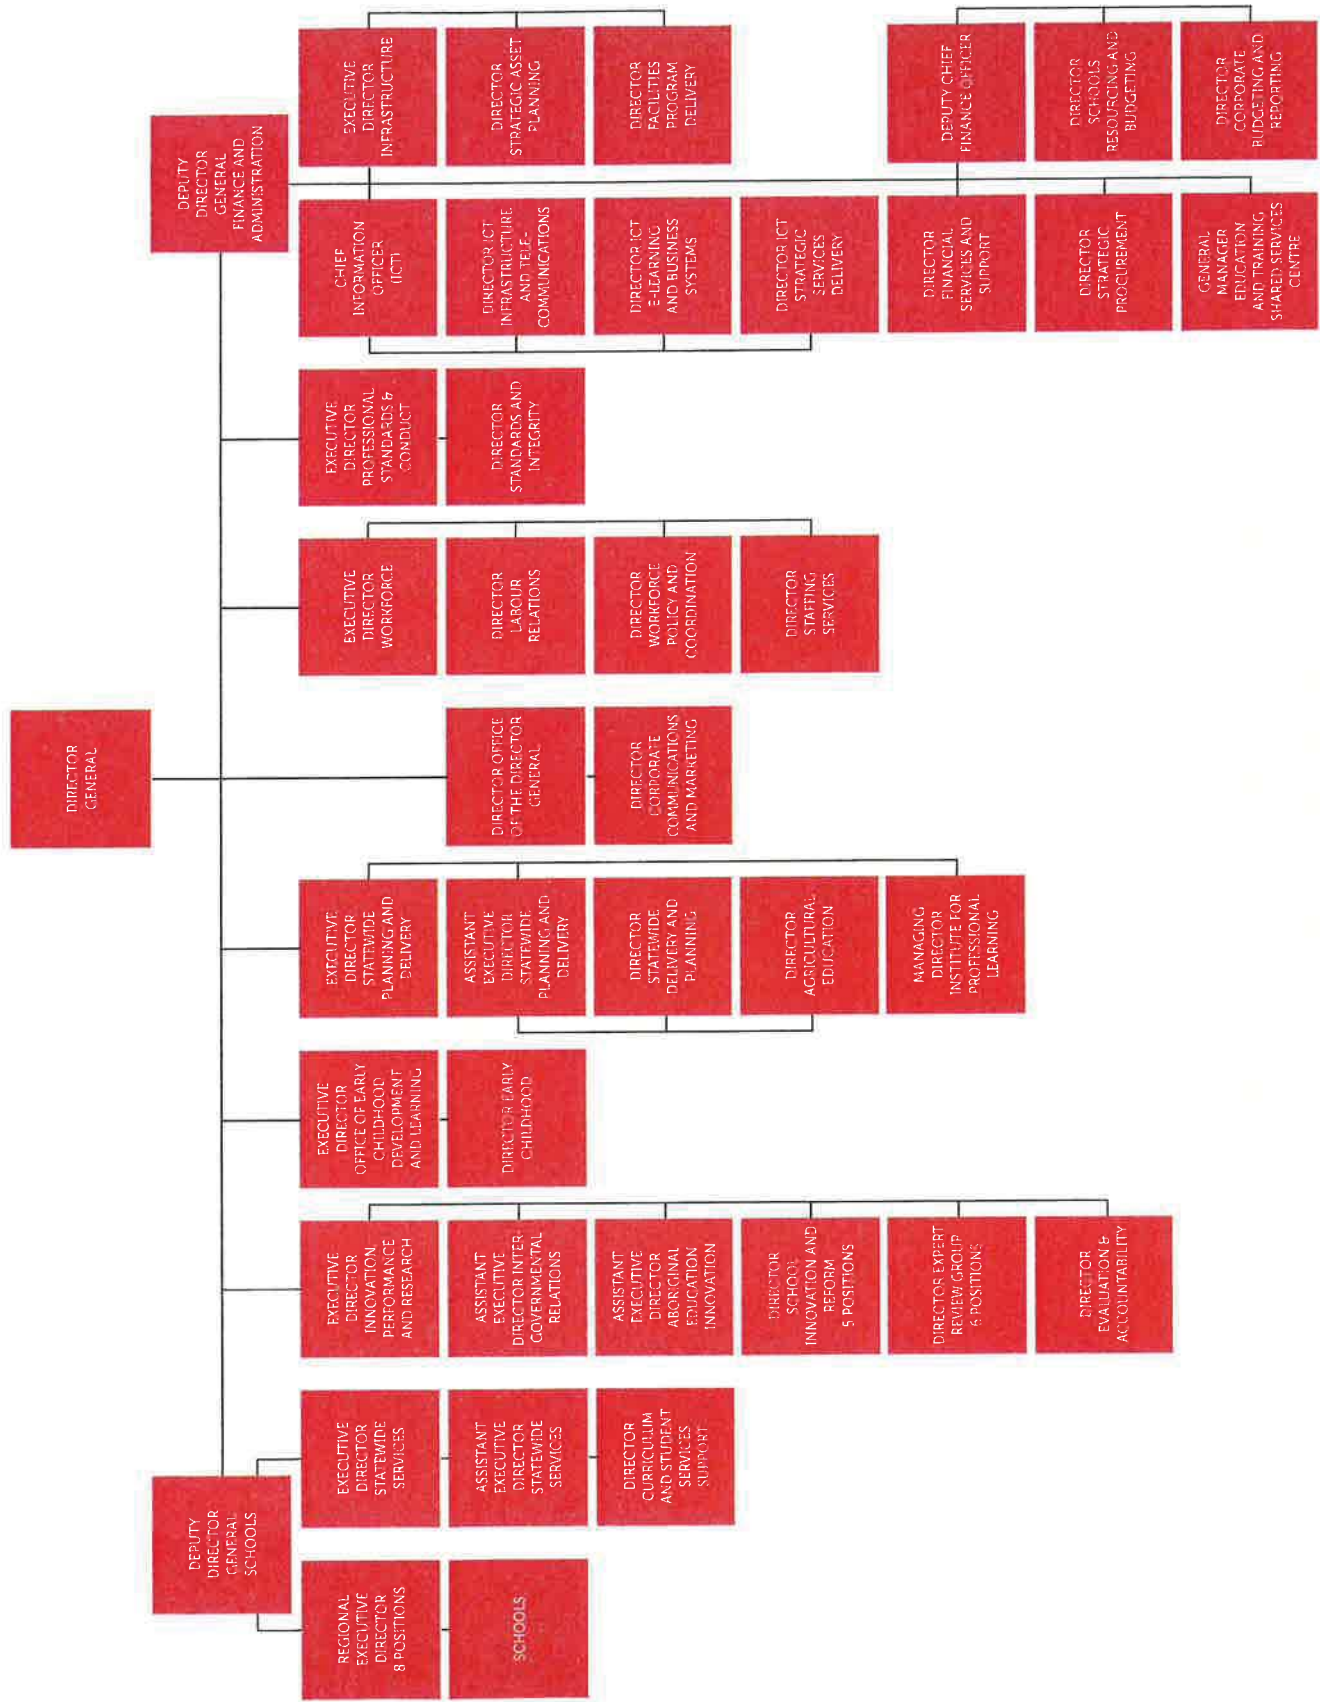 DIRECTOR
GENERAL
DEPUTY
DIRECTOR
GENERAL
SCHOOLS
DEPUTY
DIRECTOR
GENERAL
FINANCE AND
ADMINISTRATION
REGIONAL
EXECUTIVE
DIRECTOR
8 POSITIONS
SCHOOLS
EXECUTIVE
DIRECTOR
STATEWIDE
SERVICES
ASSISTANT
EXECUTIVE
DIRECTOR
STATEWIDE
SERVICES
DIRECTOR
CURRICULUM
AND STUDENT
SERVICES
SUPPORT
EXECUTIVE
DIRECTOR
INNOVATION,
PERFORMANCE
AND RESEARCH
ASSISTANT
EXECUTIVE
DIRECTOR INTER-
GOVERNMENTAL
RELATIONS
ASSISTANT
EXECUTIVE
DIRECTOR
ABORIGINAL
EDUCATION
INNOVATION
DIRECTOR
SCHOOL
INNOVATION AND
REFORM
5 POSITIONS
DIRECTOR EXPERT
REVIEW GROUP
6 POSITIONS
DIRECTOR
EVALUATION &
ACCOUNTABILITY
EXECUTIVE
DIRECTOR
OFFICE OF EARLY
CHILDHOOD
DEVELOPMENT
AND LEARNING
DIRECTOR EARLY
CHILDHOOD
EXECUTIVE
DIRECTOR
STATEWIDE
PLANNING AND
DELIVERY
ASSISTANT
EXECUTIVE
DIRECTOR
STATEWIDE
PLANNING AND
DELIVERY
DIRECTOR
STATEWIDE
DELIVERY AND
PLANNING
DIRECTOR
AGRICULTURAL
EDUCATION
MANAGING
DIRECTOR
INSTITUTE FOR
PROFESSIONAL
LEARNING
DIRECTOR OFFICE
OF THE DIRECTOR
GENERAL
DIRECTOR
CORPORATE
COMMUNICATIONS
AND MARKETING
EXECUTIVE
DIRECTOR
WORKFORCE
DIRECTOR
LABOUR
RELATIONS
DIRECTOR
WORKFORCE
POLICY AND
COORDINATION
DIRECTOR
STAFFING
SERVICES
EXECUTIVE
DIRECTOR
PROFESSIONAL
STANDARDS &
CONDUCT
DIRECTOR
STANDARDS AND
INTEGRITY
CHIEF
INFORMATION
OFFICER
(ICT)
DIRECTOR ICT
INFRASTRUCTURE
AND TELE-
COMMUNICATIONS
DIRECTOR ICT
E-LEARNING
AND BUSINESS
SYSTEMS
DIRECTOR ICT
STRATEGIC
SERVICES
DELIVERY
DIRECTOR
FINANCIAL
SERVICES AND
SUPPORT
DIRECTOR
STRATEGIC
PROCUREMENT
GENERAL
MANAGER
EDUCATION
AND TRAINING
SHARED SERVICES
CENTRE
EXECUTIVE
DIRECTOR
INFRASTRUCTURE
DIRECTOR
STRATEGIC ASSET
PLANNING
DIRECTOR
FACILITIES
PROGRAM
DELIVERY
DEPUTY CHIEF
FINANCE OFFICER
DIRECTOR
SCHOOLS
RESOURCING AND
BUDGETING
DIRECTOR
CORPORATE
BUDGETING AND
REPORTING